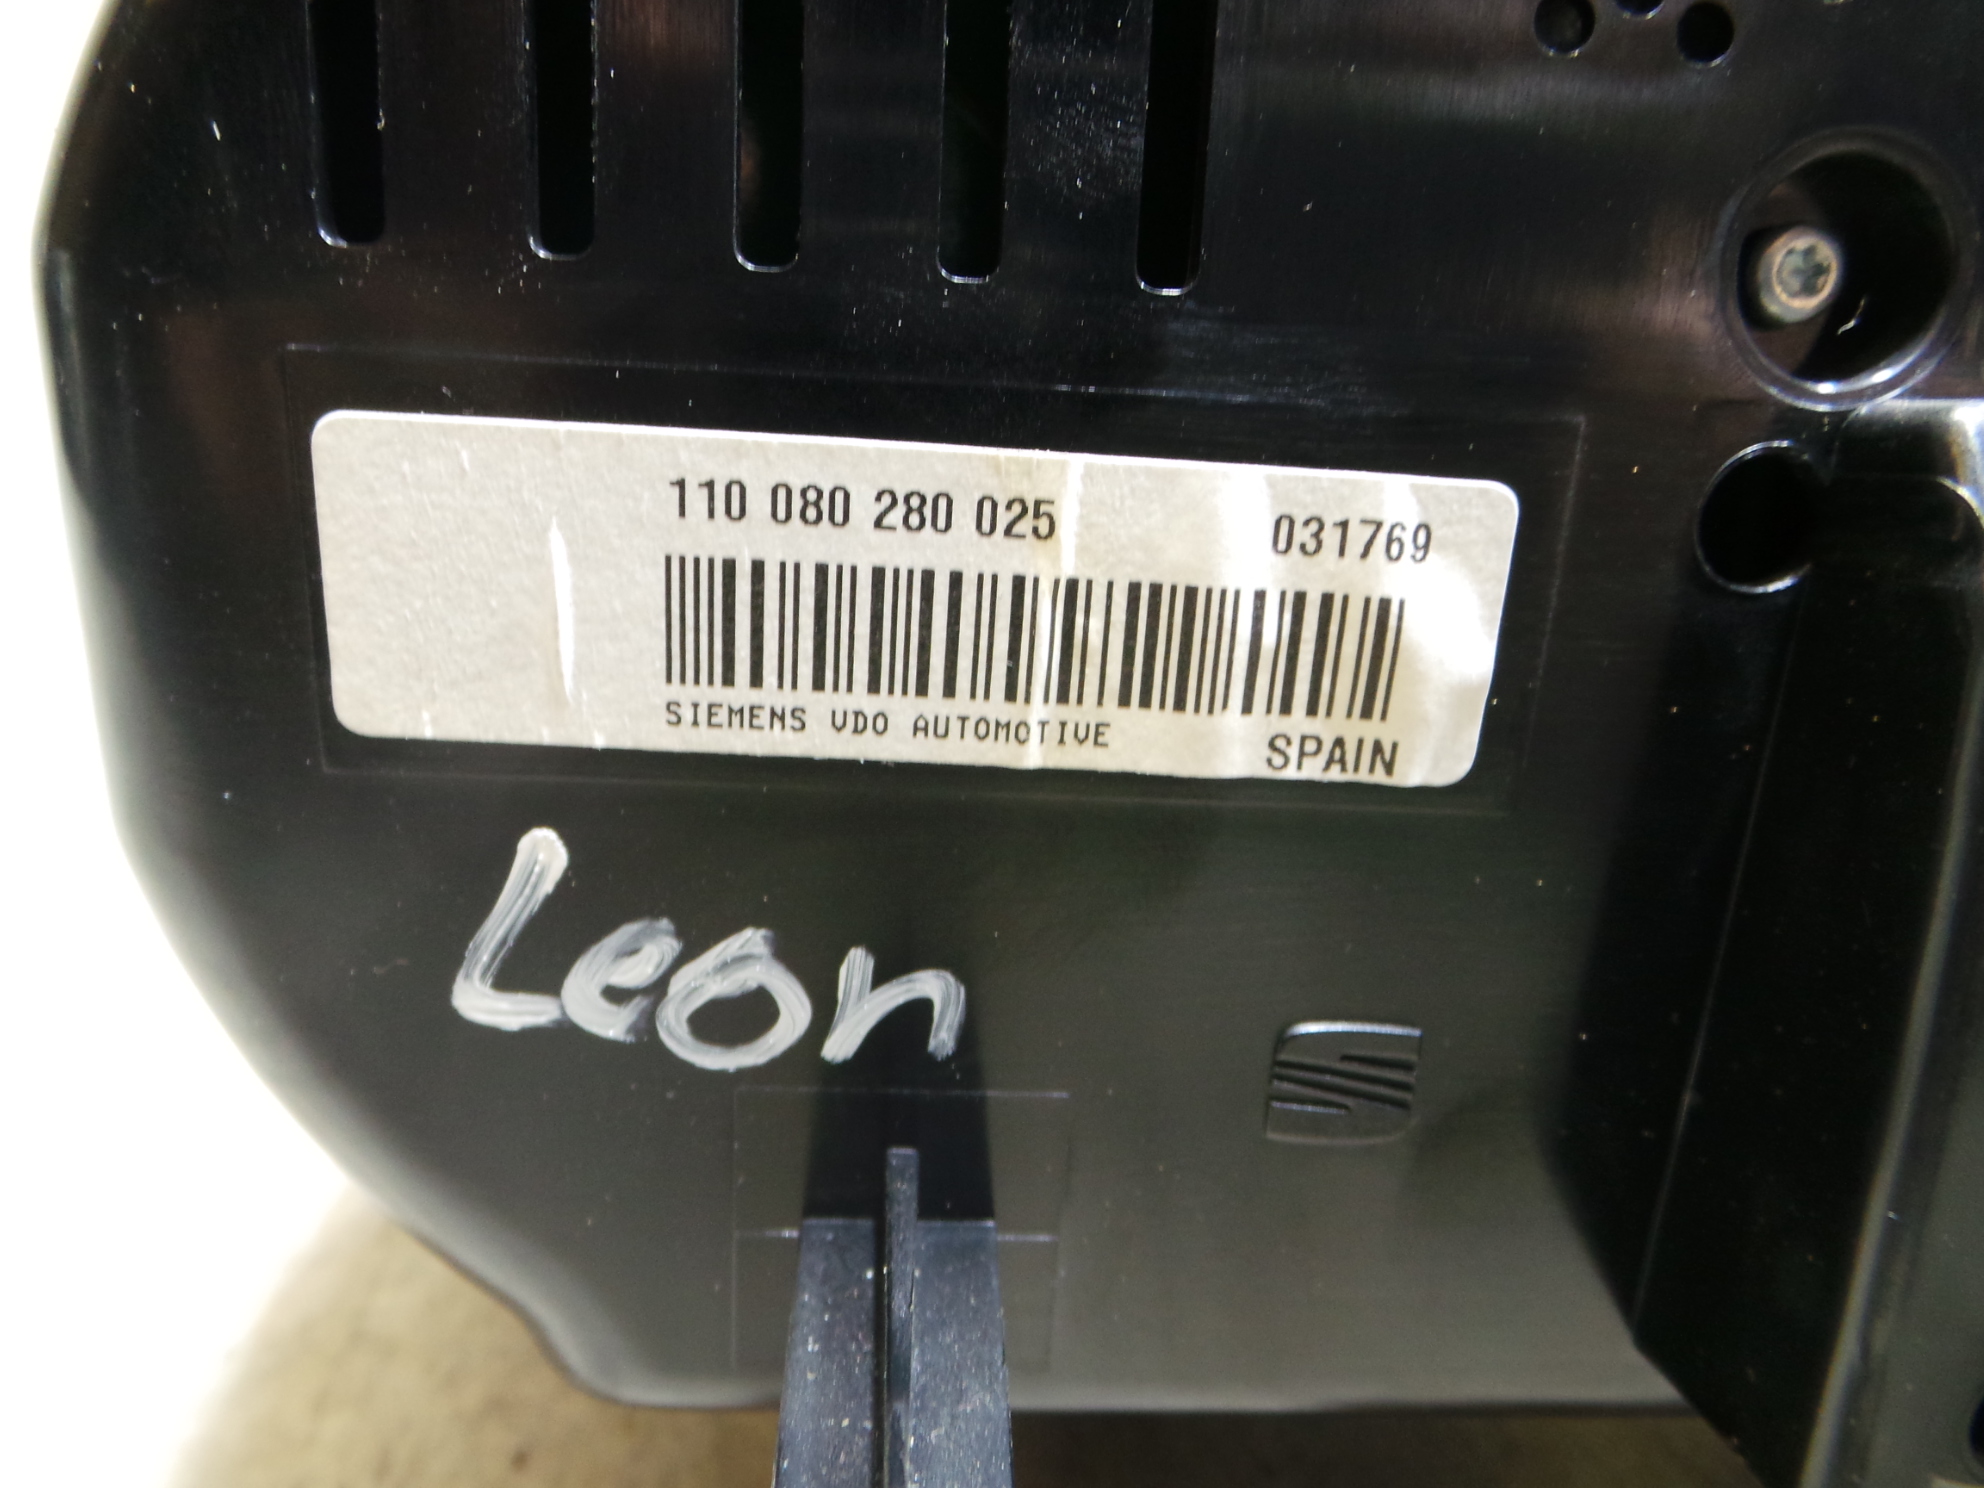 110 080 280 025 031769
SIEMENS VDO AUTOMOTIVE
SPAIN
Leon